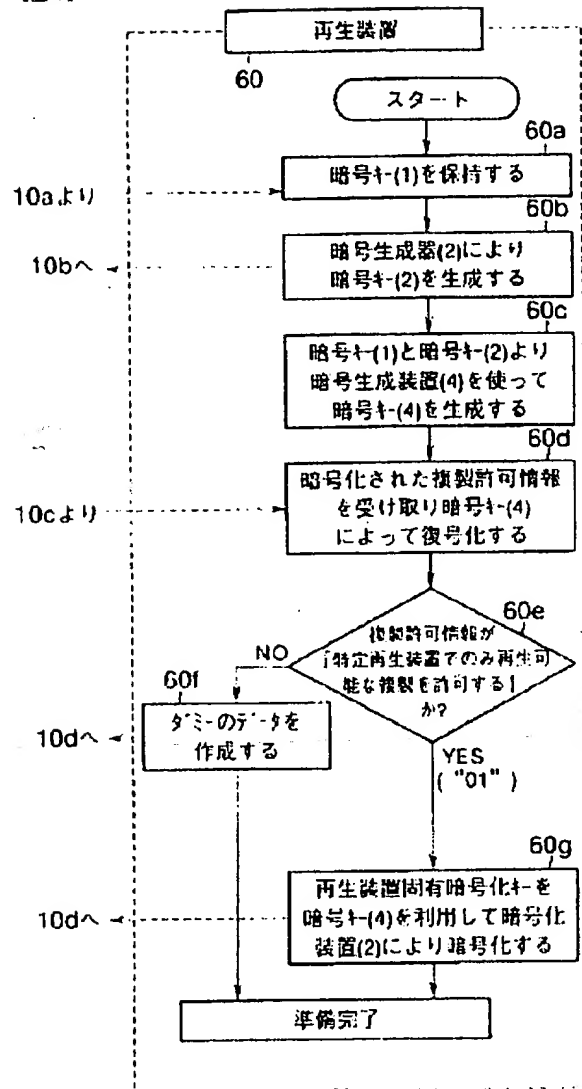 再生装置
60
スタート
60a
暗号キー(1)を保持する
10aより
60b
暗号生成器(2)により
暗号キー(2)を生成する
10bへ
60c
暗号キー(1)と暗号キー(2)より
暗号生成装置(4)を使って
暗号キー(4)を生成する
60d
暗号化された複製許可情報
を受け取り暗号キー(4)
によって復号化する
10cより
60e
複製許可情報が
「特定再生装置でのみ再生可
能な複製を許可する」
か?
NO
60f
ダミーのデータを
作成する
10dへ
YES
( "01" )
60g
再生装置固有暗号化キーを
暗号キー(4)を利用して暗号化
装置(2)により暗号化する
10dへ
準備完了